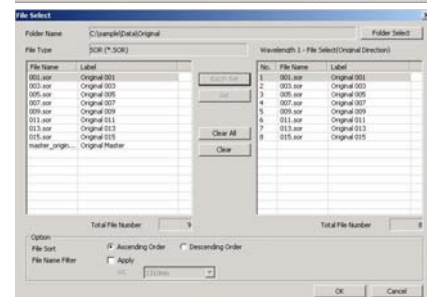 File Select
Folder Name C:\sample\Data\Original Folder Select
File Type SOR (*.SOR) Wavelength 1 - File Select(Original Direction)
File Name Label
001.sor Original 001
003.sor Original 003
005.sor Original 005
007.sor Original 007
009.sor Original 009
011.sor Original 011
013.sor Original 013
015.sor Original 015
master_origin... Original Master
Total File Number 9
Batch Set
Set
Clear All
Clear
No. File Name Label
1 001.sor Original 001
2 003.sor Original 003
3 005.sor Original 005
4 007.sor Original 007
5 009.sor Original 009
6 011.sor Original 011
7 013.sor Original 013
8 015.sor Original 015
Total File Number 8
Option
File Sort Ascending Order Descending Order
File Name Filter Apply
OK Cancel